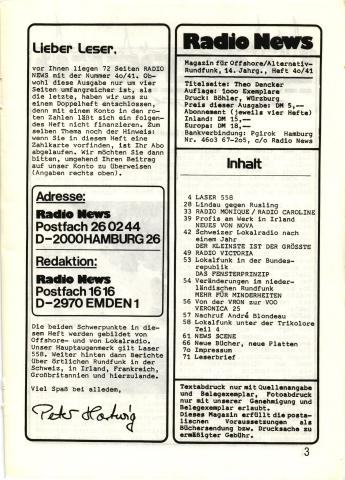 Lieber Leser,
vor Ihnen liegen 72 Seiten RADIO
NEWS mit der Nummer 40/41. Ob-
wohl diese Ausgabe nur um vier
Seiten umfangreicher ist, als
die letzte, haben wir uns zu
einem Doppelheft entschlossen,
denn mit einem Konto in den ro-
ten Zahlen läßt sich ein folgen-
des Heft nicht finanzieren. Zum
selben Thema noch der Hinweis:
wenn Sie in diesem Heft eine
Zahlkarte vorfinden, ist Ihr Abo
abgelaufen. Wir möchten Sie dann
bitten, umgehend Ihren Beitrag
auf unser Konto zu überweisen
(Angaben rechts oben).
Adresse:
Radio News
Postfach 26 02 44
D-2000 HAMBURG 26
Redaktion:
Radio News
Postfach 1616
D-2970 EMDEN 1
Die beiden Schwerpunkte in die-
sem Heft werden gebildet von
Offshore- und von Lokalradio.
Unser Hauptaugenmerk gilt Laser
558. Weiter hinten dann Berichte
über örtlichen Rundfunk in der
Schweiz, in Irland, Frankreich,
Großbritannien und hierzulande.
Viel Spaß bei alledem,
Peter Hartwig
Radio News
Magazin für Offshore/Alternativ-
Rundfunk, 14. Jahrg., Heft 40/41
Titelseite: Theo Dencker
Auflage: 1000 Exemplare
Druck: Böhler, Würzburg
Preis dieser Ausgabe: DM 5,—
Abonnement: (jeweils vier Hefte)
Inland: DM 15,—
Europa: DM 18,—
Bankverbindung: Pgirok Hamburg
Nr. 4603 67-205, c/o Radio News
Inhalt
4 LASER 558
28 Lindau gegen Rusling
33 RADIO MONIQUE/RADIO CAROLINE
39 Profis am Werk in Irland
NEUES VON NOVA
42 Schweizer Lokalradio nach
einem Jahr
DER KLEINSTE IST DER GRÖSSTE
49 RADIO VICTORIA
53 Lokalfunk in der Bundes-
republik
DAS FENSTERPRINZIP
54 Veränderungen im nieder-
ländischen Rundfunk
MEHR FÜR MINDERHEITEN
56 Von der VRON zur VOO
VERONICA 25
57 Nachruf André Blondeau
58 Lokalfunk unter der Trikolore
Teil 4
61 NEWS SCENE
66 Neue Bücher, neue Platten
70 Impressum
71 Leserbrief
Textabdruck nur mit Quellenangabe
und Belegexemplar, Fotoabdruck
nur mit unserer Genehmigung und
Belegexemplar erlaubt.
Dieses Magazin erfüllt die posta-
lischen Voraussetzungen als
Büchersendung bzw. Drucksache zu
ermäßigter Gebühr.
3